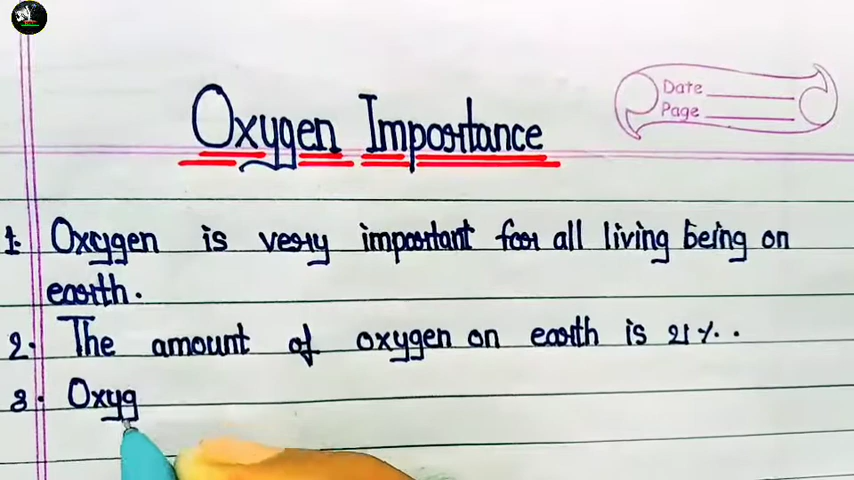 Oxygen Importance
Date
Page
1. Oxygen is very important for all living being on
earth.
2. The amount of oxygen on earth is 21%.
3. Oxyg